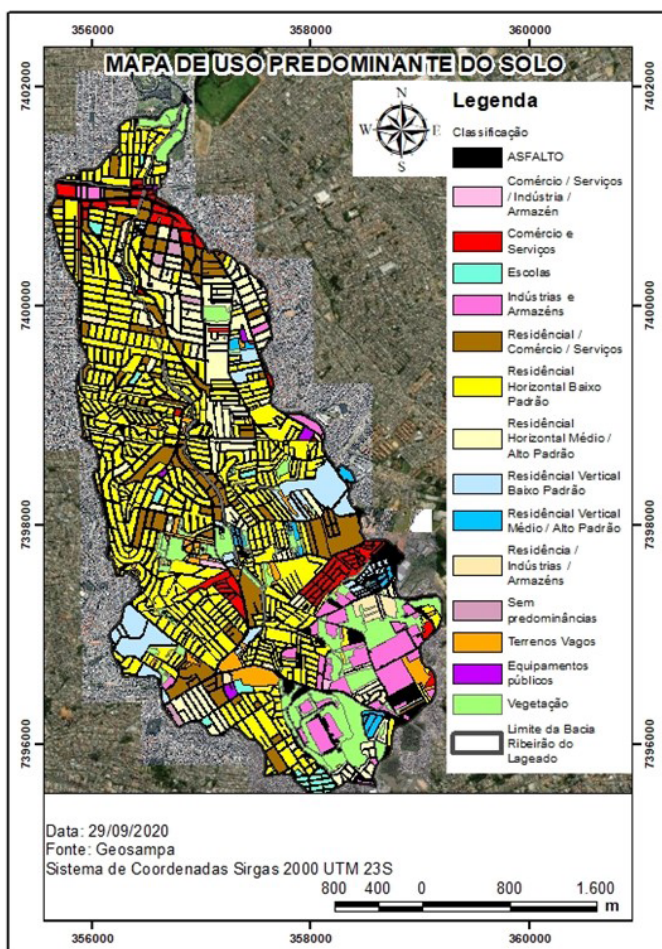 356000 358000 360000
MAPA DE USO PREDOMINANTE DO SOLO
7402000 7402000
N
W E
S
Legenda
Classificação
ASFALTO
Comércio / Serviços
/ Indústria /
Armazén
Comércio e
Serviços
Escolas
7400000 7400000
Indústrias e
Armazéns
Residêncial /
Comércio / Serviços
Residêncial
Horizontal Baixo
Padrão
Residêncial
Horizontal Médio /
Alto Padrão
Residêncial Vertical
Baixo Padrão
7398000 7398000
Residêncial Vertical
Médio / Alto Padrão
Residência /
Indústrias /
Armazéns
Sem
predominâncias
Terrenos Vagos
Equipamentos
públicos
Vegetação
7396000 7396000
Limite da Bacia
Ribeirão do
Lageado
Data: 29/09/2020
Fonte: Geosampa
Sistema de Coordenadas Sirgas 2000 UTM 23S
800 400 0 800 1.600
m
356000 358000 360000